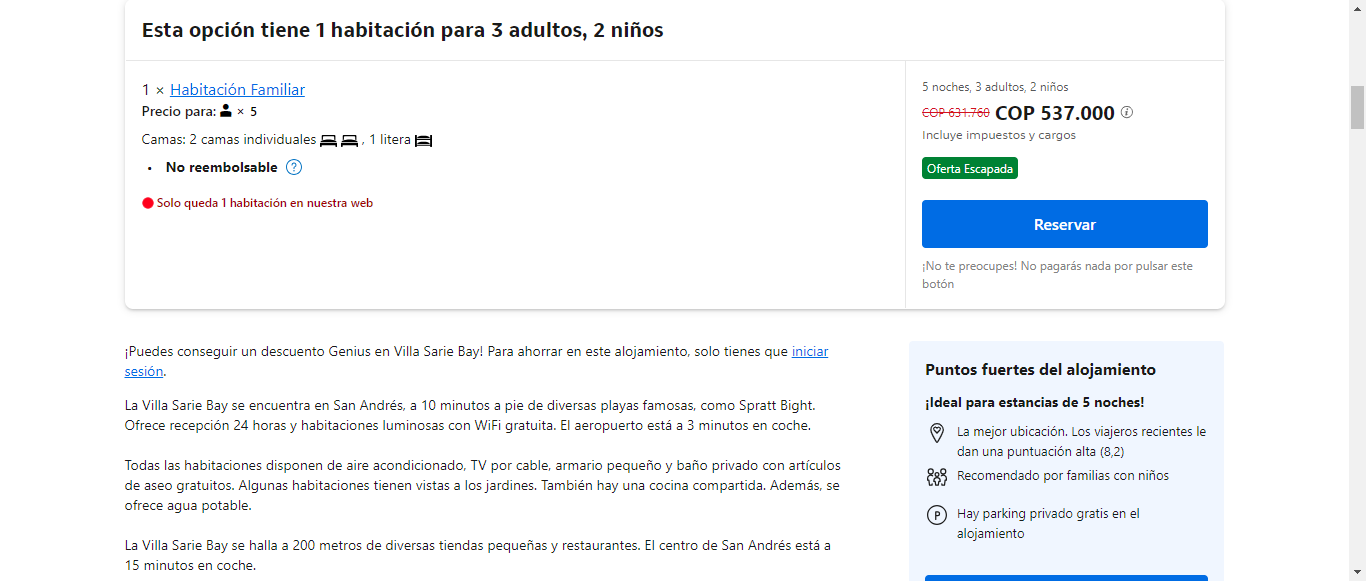 Esta opción tiene 1 habitación para 3 adultos, 2 niños
1 × Habitación Familiar
Precio para: × 5
Camas: 2 camas individuales , 1 litera
• No reembolsable ?
Solo queda 1 habitación en nuestra web
5 noches, 3 adultos, 2 niños
COP 631.760 COP 537.000
Incluye impuestos y cargos
Oferta Escapada
Reservar
¡No te preocupes! No pagarás nada por pulsar este
botón
¡Puedes conseguir un descuento Genius en Villa Sarie Bay! Para ahorrar en este alojamiento, solo tienes que iniciar
sesión.
La Villa Sarie Bay se encuentra en San Andrés, a 10 minutos a pie de diversas playas famosas, como Spratt Bight.
Ofrece recepción 24 horas y habitaciones luminosas con WiFi gratuita. El aeropuerto está a 3 minutos en coche.
Todas las habitaciones disponen de aire acondicionado, TV por cable, armario pequeño y baño privado con artículos
de aseo gratuitos. Algunas habitaciones tienen vistas a los jardines. También hay una cocina compartida. Además, se
ofrece agua potable.
La Villa Sarie Bay se halla a 200 metros de diversas tiendas pequeñas y restaurantes. El centro de San Andrés está a
15 minutos en coche.
Puntos fuertes del alojamiento
¡Ideal para estancias de 5 noches!
La mejor ubicación. Los viajeros recientes le
dan una puntuación alta (8,2)
Recomendado por familias con niños
P Hay parking privado gratis en el
alojamiento